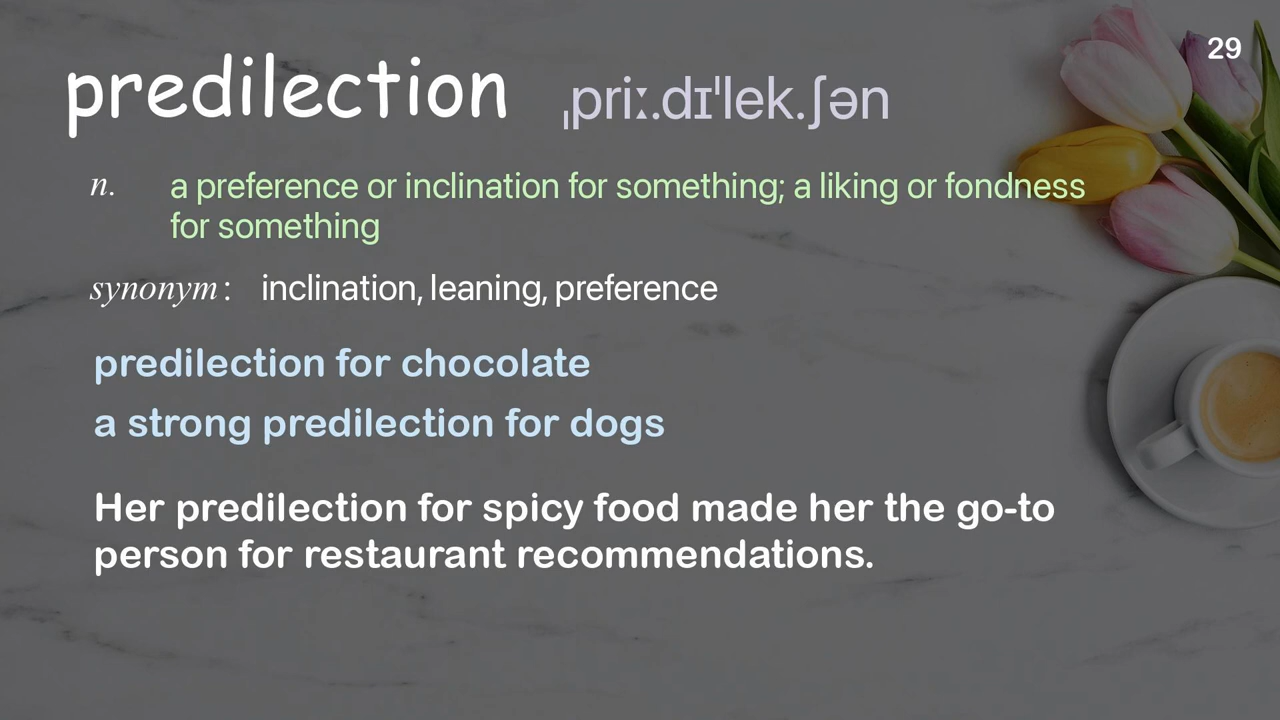 29
predilection ˌpriː.dɪˈlek.ʃən
n. a preference or inclination for something; a liking or fondness
for something
synonym: inclination, leaning, preference
predilection for chocolate
a strong predilection for dogs
Her predilection for spicy food made her the go-to
person for restaurant recommendations.